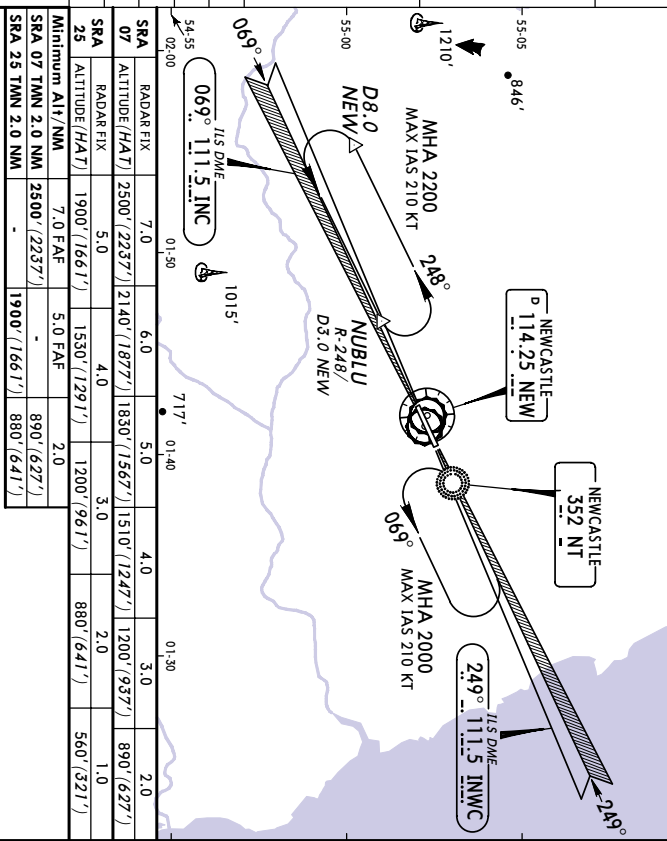 55-05
55-00
54-55
02-00
01-50
01-40
01-30
846'
1210'
1015'
717'
NEWCASTLE
D 114.25 NEW
NEWCASTLE
352 NT
MHA 2200
MAX IAS 210 KT
248°
D8.0
NEW
069°
ILS DME
069° 111.5 INC
NUBLU
R-248/
D3.0 NEW
MHA 2000
MAX IAS 210 KT
069°
ILS DME
249° 111.5 INWC
249°
SRA RADAR FIX 7.0 6.0 5.0 4.0 3.0 2.0
07 ALTITUDE (HAT) 2500' (2237') 2140' (1877') 1830' (1567') 1510' (1247') 1200' (937') 890' (627')
SRA RADAR FIX 5.0 4.0 3.0 2.0 1.0
25 ALTITUDE (HAT) 1900' (1661') 1530' (1291') 1200' (961') 880' (641') 560' (321')
Minimum Alt/NM 7.0 FAF 5.0 FAF 2.0
SRA 07 TMN 2.0 NM 2500' (2237') - 890' (627')
SRA 25 TMN 2.0 NM - 1900' (1661') 880' (641')